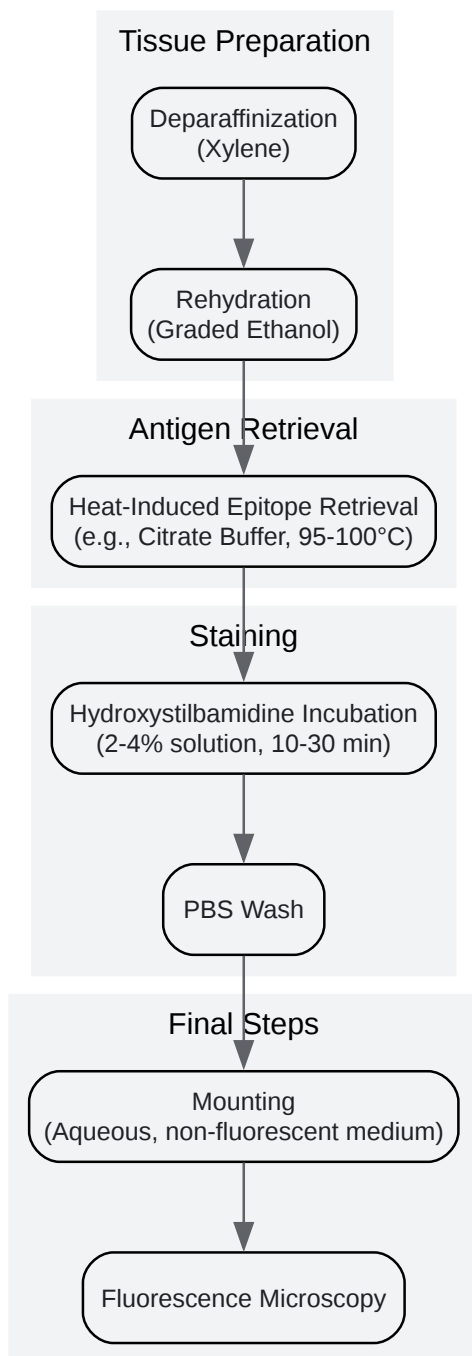 Tissue Preparation
Deparaffinization
(Xylene)
Rehydration
(Graded Ethanol)
Antigen Retrieval
Heat-Induced Epitope Retrieval
(e.g., Citrate Buffer, 95-100°C)
Staining
Hydroxystilbamidine Incubation
(2-4% solution, 10-30 min)
PBS Wash
Final Steps
Mounting
(Aqueous, non-fluorescent medium)
Fluorescence Microscopy